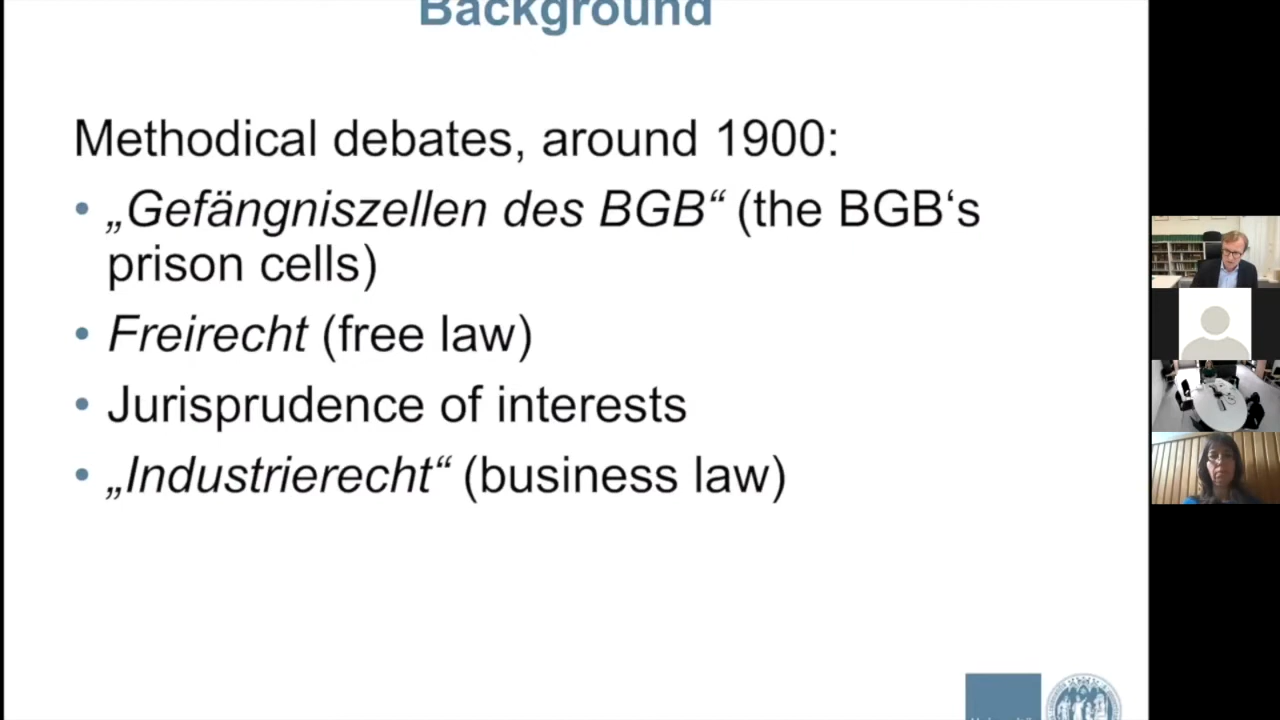 Background
Methodical debates, around 1900:
• „Gefängniszellen des BGB“ (the BGB‘s
prison cells)
• Freirecht (free law)
• Jurisprudence of interests
• „Industrierecht“ (business law)